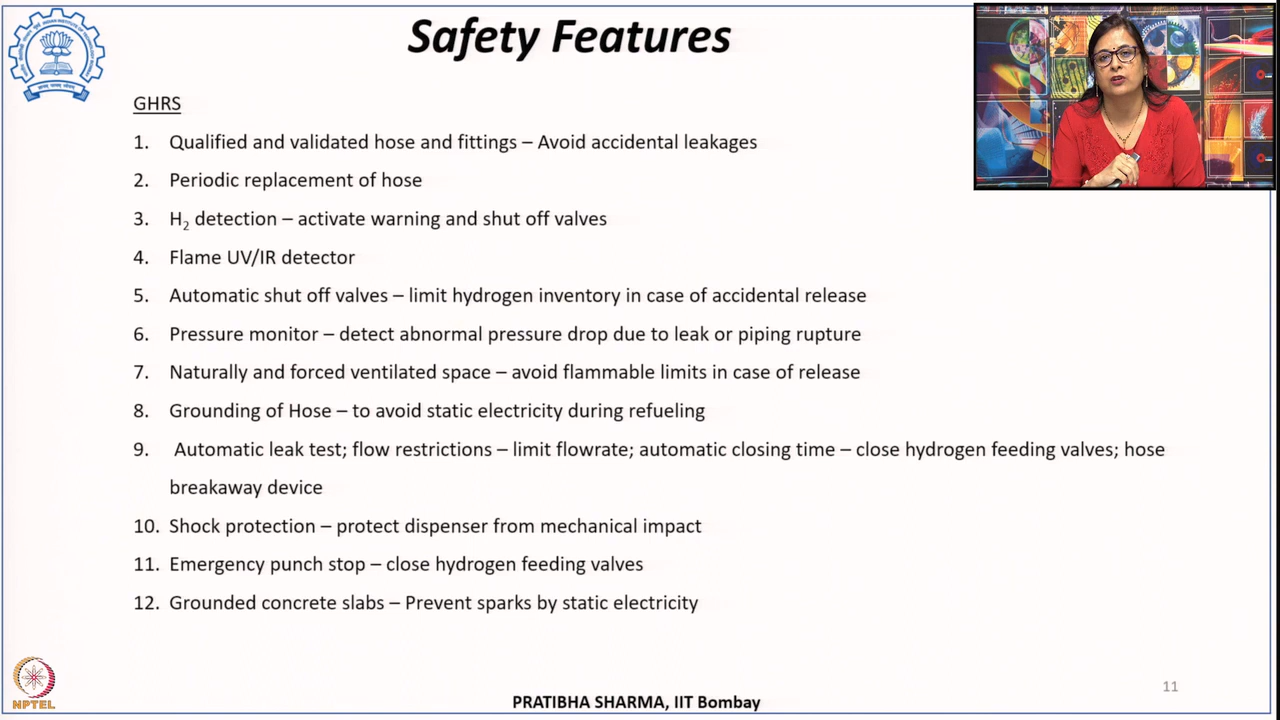 Safety Features
GHRS
1. Qualified and validated hose and fittings – Avoid accidental leakages
2. Periodic replacement of hose
3. H₂ detection – activate warning and shut off valves
4. Flame UV/IR detector
5. Automatic shut off valves – limit hydrogen inventory in case of accidental release
6. Pressure monitor – detect abnormal pressure drop due to leak or piping rupture
7. Naturally and forced ventilated space – avoid flammable limits in case of release
8. Grounding of Hose – to avoid static electricity during refueling
9. Automatic leak test; flow restrictions – limit flowrate; automatic closing time – close hydrogen feeding valves; hose
breakaway device
10. Shock protection – protect dispenser from mechanical impact
11. Emergency punch stop – close hydrogen feeding valves
12. Grounded concrete slabs – Prevent sparks by static electricity
11
NPTEL
PRATIBHA SHARMA, IIT Bombay